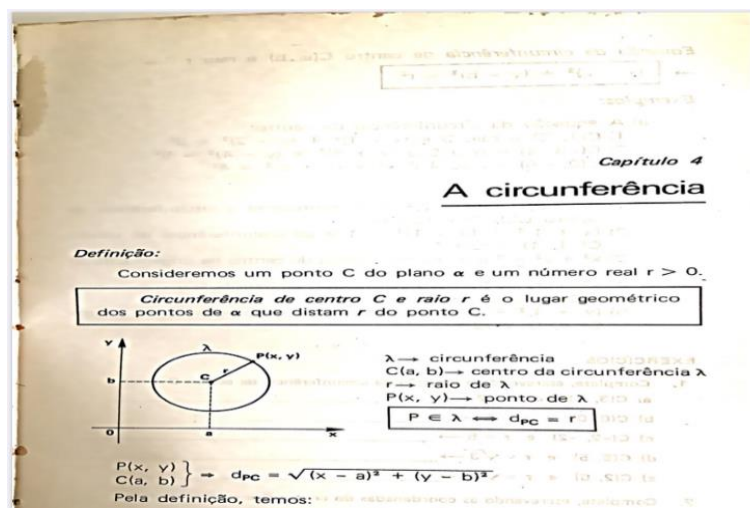 Capítulo 4
A circunferência
Definição:
Consideremos um ponto C do plano α e um número real r > 0.
Circunferência de centro C e raio r é o lugar geométrico
dos pontos de α que distam r do ponto C.
y
λ
P(x, y)
r
b
C
0
a
x
λ → circunferência
C(a, b) → centro da circunferência λ
r → raio de λ
P(x, y) → ponto de λ
P ∈ λ ⟺ dPC = r
P(x, y)
C(a, b) } ⇒ dPC = √(x − a)² + (y − b)²
Pela definição, temos: